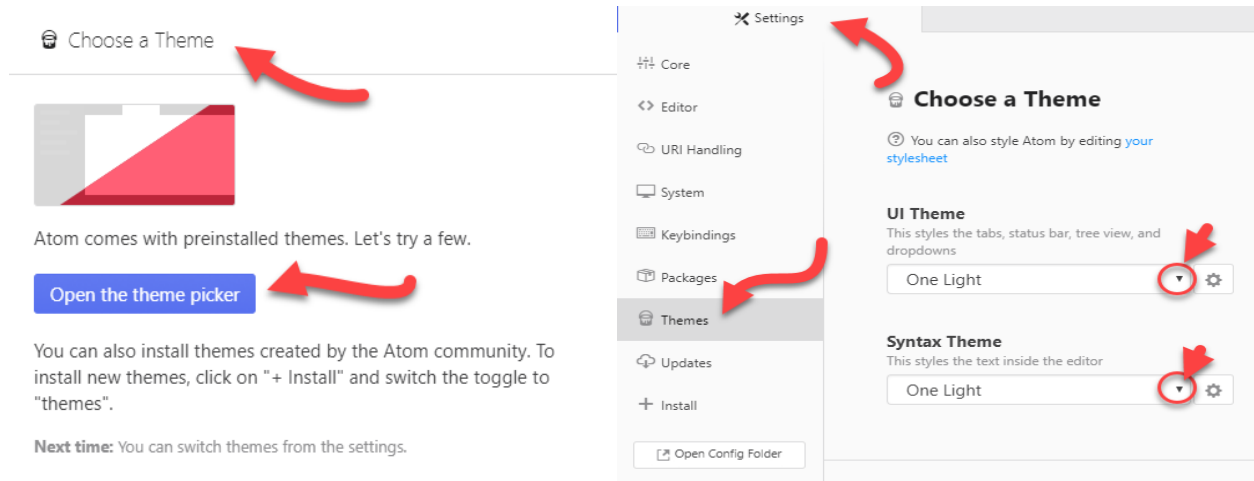 Choose a Theme
Atom comes with preinstalled themes. Let's try a few.
Open the theme picker
You can also install themes created by the Atom community. To
install new themes, click on "+ Install" and switch the toggle to
"themes".
Next time: You can switch themes from the settings.
Settings
Core
Editor
URI Handling
System
Keybindings
Packages
Themes
Updates
Install
Open Config Folder
Choose a Theme
You can also style Atom by editing your
stylesheet
UI Theme
This styles the tabs, status bar, tree view, and
dropdowns
One Light
Syntax Theme
This styles the text inside the editor
One Light